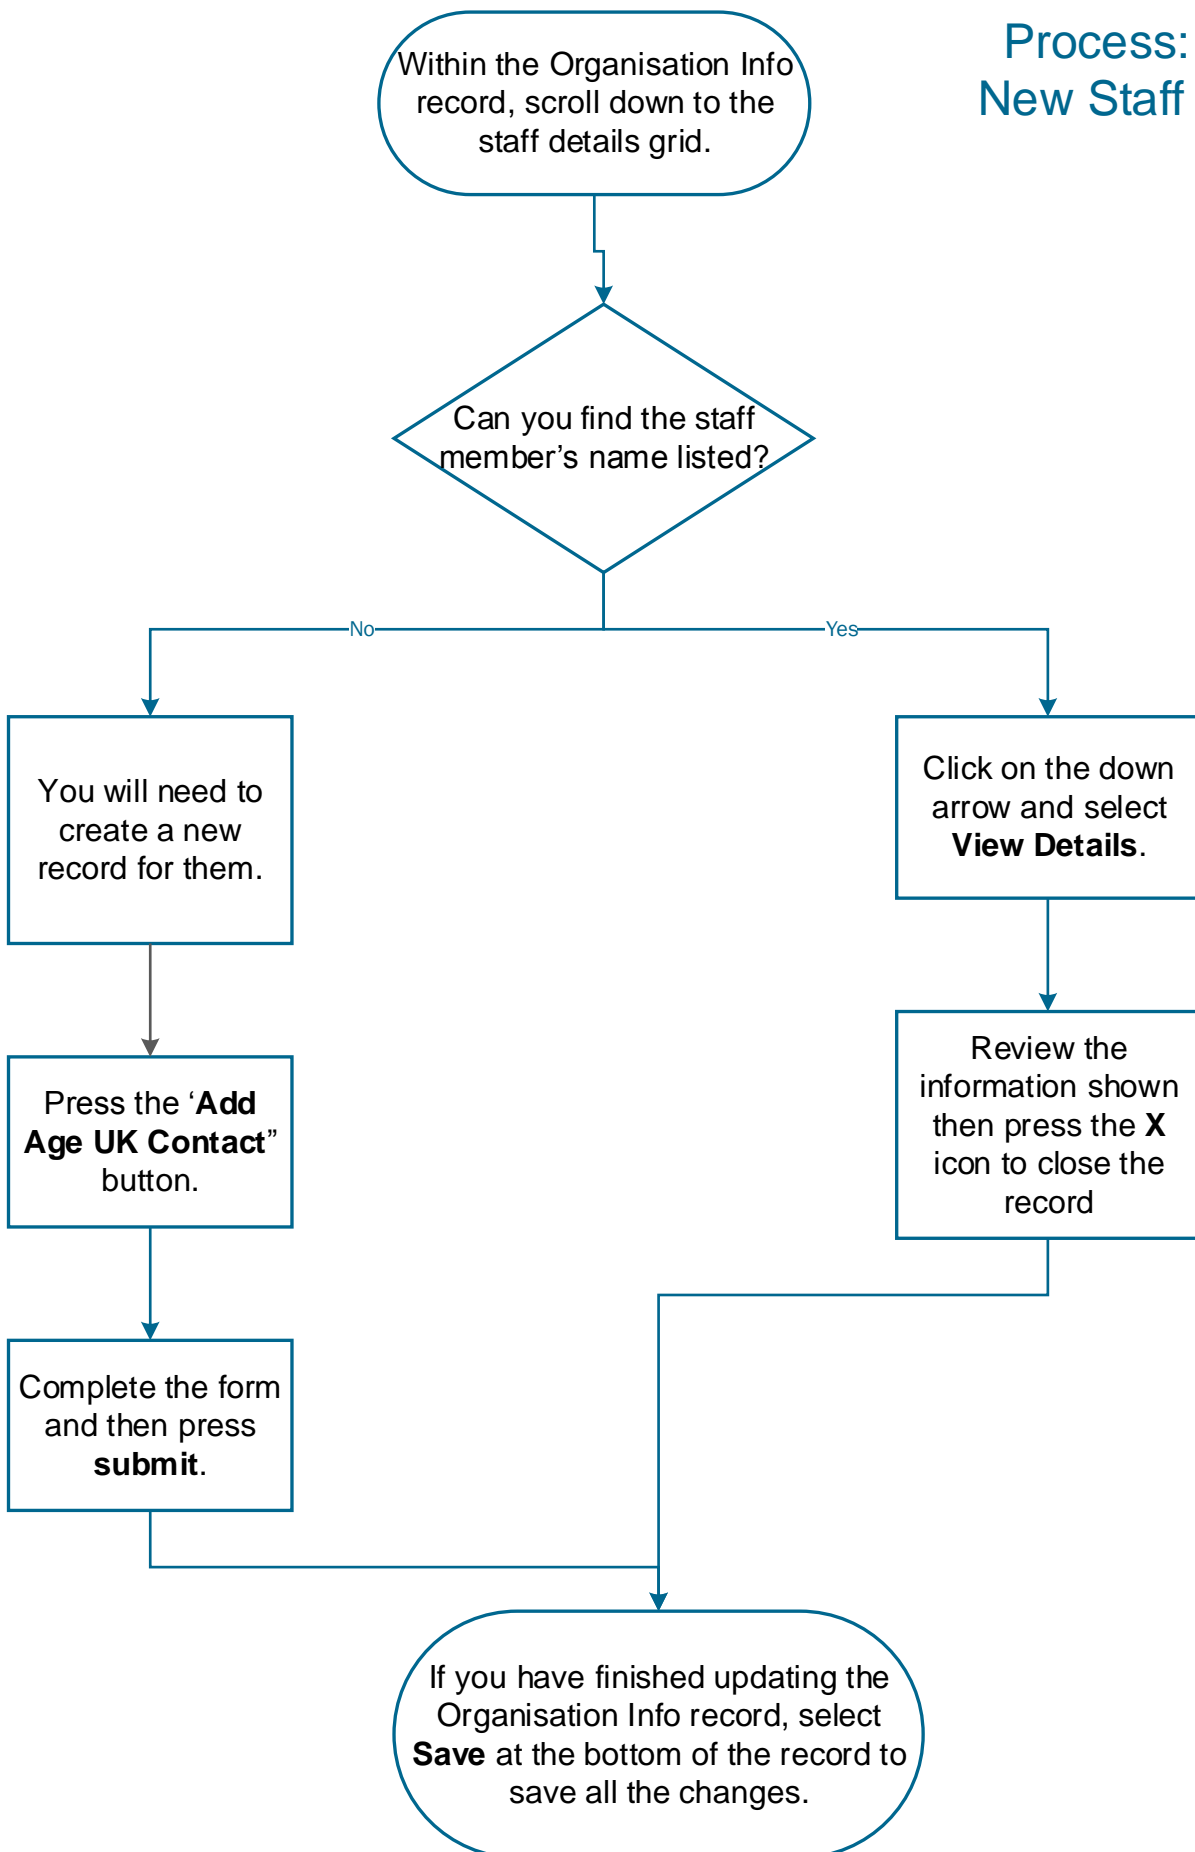 Process:
New Staff
Within the Organisation Info
record, scroll down to the
staff details grid.
Can you find the staff
member’s name listed?
No
Yes
You will need to
create a new
record for them.
Click on the down
arrow and select
View Details.
Press the ‘Add
Age UK Contact”
button.
Review the
information shown
then press the X
icon to close the
record
Complete the form
and then press
submit.
If you have finished updating the
Organisation Info record, select
Save at the bottom of the record to
save all the changes.